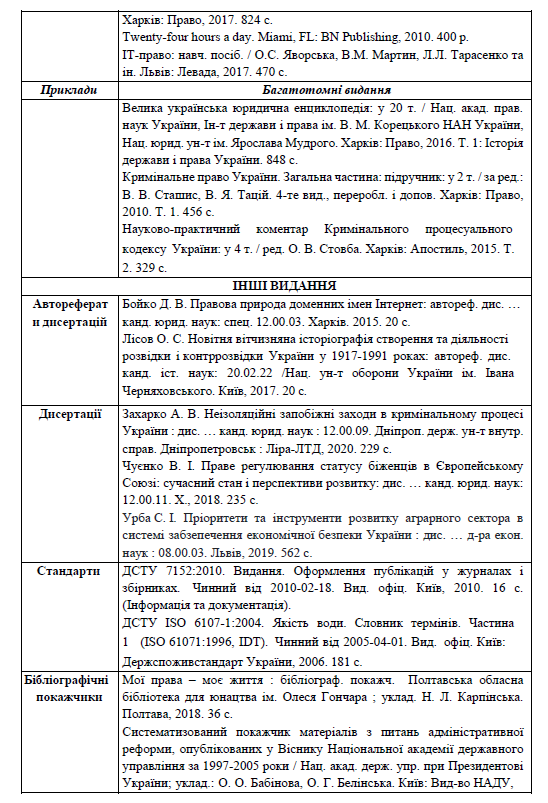 Харків: Право, 2017. 824 с.
Twenty-four hours a day. Miami, FL: BN Publishing, 2010. 400 p.
ІТ-право: навч. посіб. / О.С. Яворська, В.М. Мартин, Л.Л. Тарасенко та
ін. Львів: Левада, 2017. 470 с.
Приклади
Багатотомні видання
Велика українська юридична енциклопедія: у 20 т. / Нац. акад. прав.
наук України, Ін-т держави і права ім. В. М. Корецького НАН України,
Нац. юрид. ун-т ім. Ярослава Мудрого. Харків: Право, 2016. Т. 1: Історія
держави і права України. 848 с.
Кримінальне право України. Загальна частина: підручник: у 2 т. / за ред.:
В. В. Сташис, В. Я. Тацій. 4-те вид., переробл. і допов. Харків: Право,
2010. Т. 1. 456 с.
Науково-практичний коментар Кримінального процесуального
кодексу України: у 4 т. / ред. О. В. Стовба. Харків: Апостиль, 2015. Т.
2. 329 с.
ІНШІ ВИДАННЯ
Автореферат
и дисертацій
Бойко Д. В. Правова природа доменних імен Інтернет: автореф. дис. …
канд. юрид. наук: спец. 12.00.03. Харків. 2015. 20 с.
Лісов О. С. Новітня вітчизняна історіографія створення та діяльності
розвідки і контррозвідки України у 1917-1991 роках: автореф. дис.
канд. іст. наук: 20.02.22 /Нац. ун-т оборони України ім. Івана
Черняховського. Київ, 2017. 20 с.
Дисертації
Захарко А. В. Неізоляційні запобіжні заходи в кримінальному процесі
України : дис. … канд. юрид. наук : 12.00.09. Дніпроп. держ. ун-т внутр.
справ. Дніпропетровськ : Ліра-ЛТД, 2020. 229 с.
Чуєнко В. І. Праве регулювання статусу біженців в Європейському
Союзі: сучасний стан і перспективи розвитку: дис. … канд. юрид. наук:
12.00.11. Х., 2018. 235 с.
Урба С. І. Пріоритети та інструменти розвитку аграрного сектора в
системі забзепечення економічної безпеки України : дис. … д-ра екон.
наук : 08.00.03. Львів, 2019. 562 с.
Стандарти
ДСТУ 7152:2010. Видання. Оформлення публікацій у журналах і
збірниках. Чинний від 2010-02-18. Вид. офіц. Київ, 2010. 16 с.
(Інформація та документація).
ДСТУ ISO 6107-1:2004. Якість води. Словник термінів. Частина
1 (ISO 61071:1996, IDT). Чинний від 2005-04-01. Вид. офіц. Київ:
Держспоживстандарт України, 2006. 181 с.
Бібліографічні
покажчики
Мої права – моє життя : бібліограф. покажч. Полтавська обласна
бібліотека для юнацтва ім. Олеся Гончара ; уклад. Н. Л. Карпінська.
Полтава, 2018. 36 с.
Систематизований покажчик матеріалів з питань адміністративної
реформи, опублікованих у Віснику Національної академії державного
управління за 1997-2005 роки / Нац. акад. держ. упр. при Президентові
України; уклад.: О. О. Бабінова, О. Г. Белінська. Київ: Вид-во НАДУ,